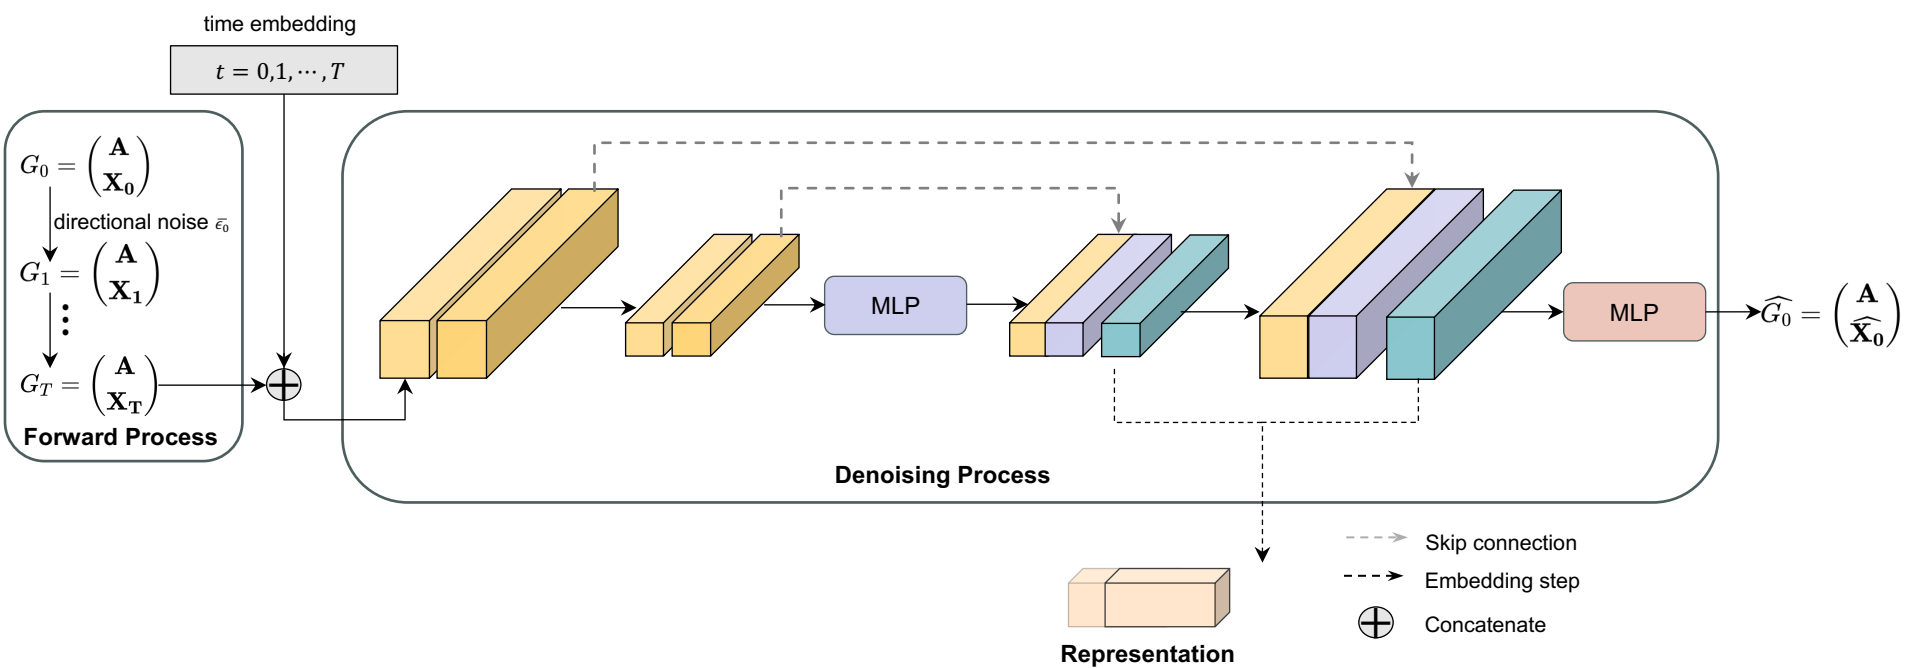 time embedding
t = 0,1, ⋯ , T
G₀ = (A X₀)
directional noise ϵ̄₀
G₁ = (A X₁)
⋮
G_T = (A X_T)
Forward Process
MLP
MLP
Ĝ₀ = (A X̂₀)
Denoising Process
Skip connection
Embedding step
Concatenate
Representation